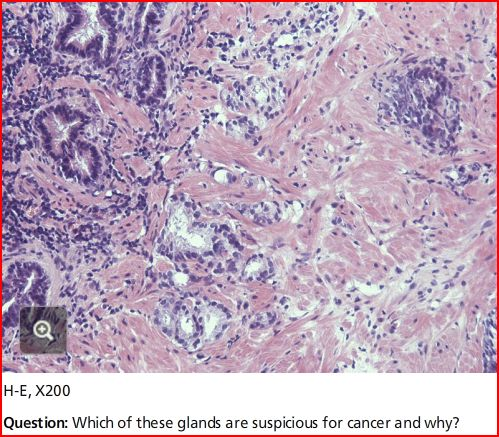 H-E, X200
Question: Which of these glands are suspicious for cancer and why?